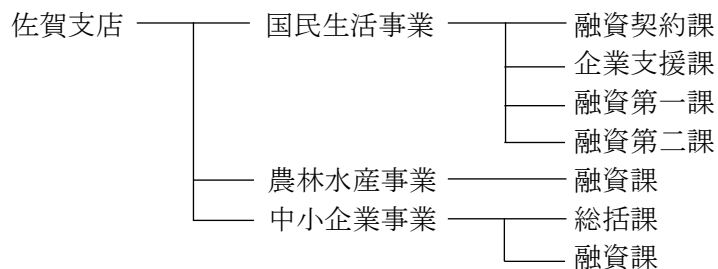 佐賀支店 国民生活事業 融資契約課
企業支援課
融資第一課
融資第二課
農林水産事業 融資課
中小企業事業 総括課
融資課